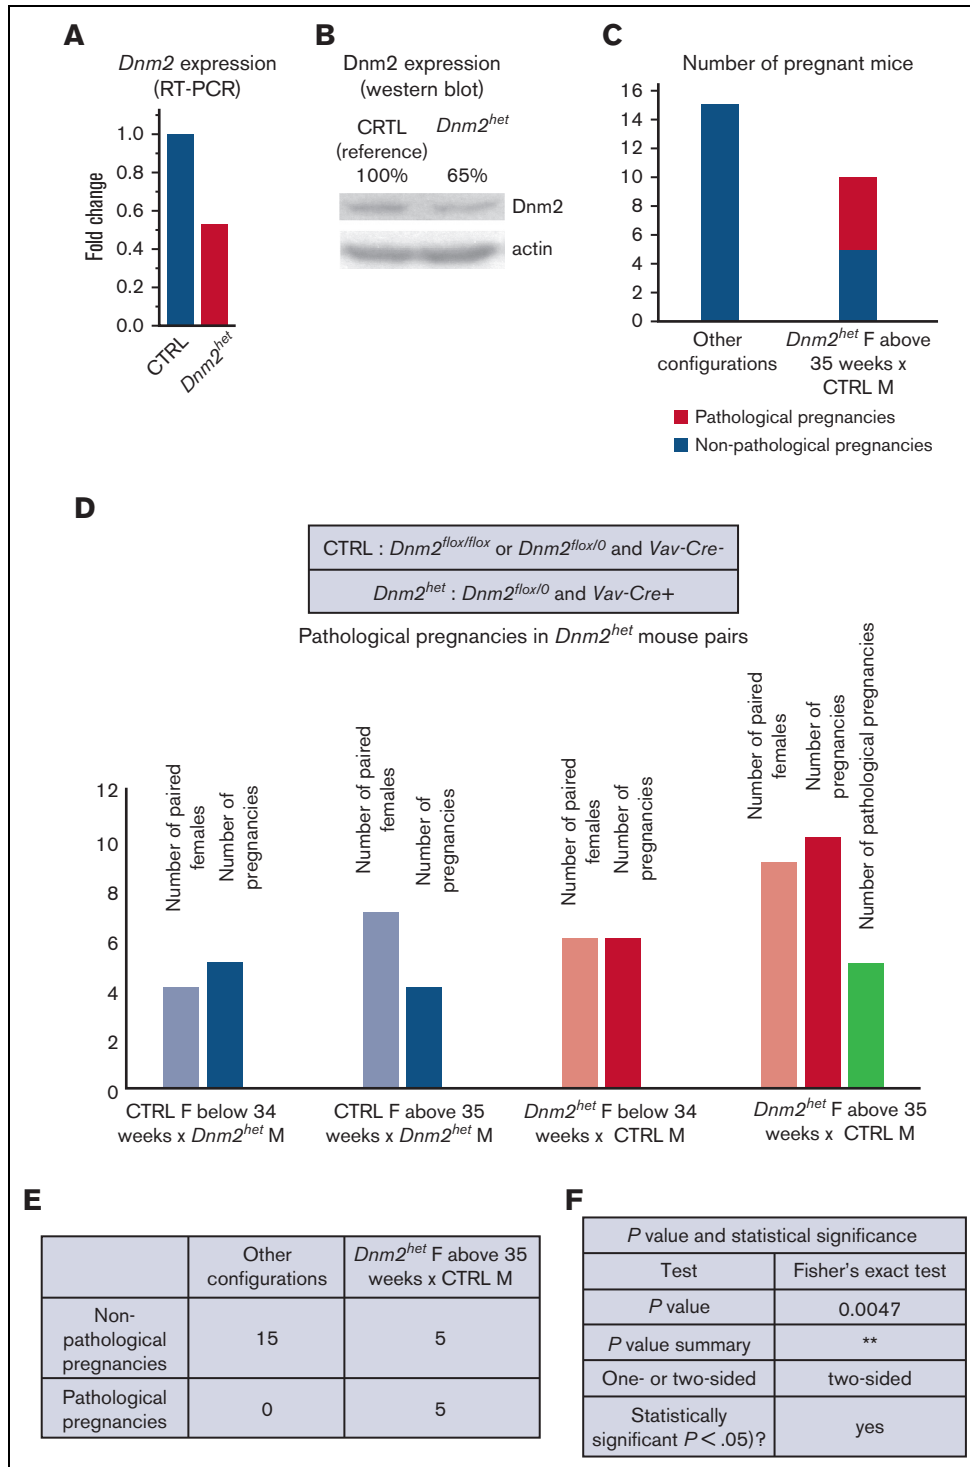 A
Dnm2 expression
(RT-PCR)
Fold change
1.0
0.8
0.6
0.4
0.2
0.0
CTRL
Dnm2het
B
Dnm2 expression
(western blot)
CRTL
(reference)
100%
Dnm2het
65%
Dnm2
actin
C
Number of pregnant mice
16
14
12
10
8
6
4
2
0
Other
configurations
Dnm2het F above
35 weeks x
CTRL M
Pathological pregnancies
Non-pathological pregnancies
D
CTRL : Dnm2flox/flox or Dnm2flox/0 and Vav-Cre-
Dnm2het : Dnm2flox/0 and Vav-Cre+
Pathological pregnancies in Dnm2het mouse pairs
12
10
8
6
4
2
0
Number of paired
females
Number of
pregnancies
Number of paired
females
Number of
pregnancies
Number of paired
females
Number of
pregnancies
Number of paired
females
Number of
pregnancies
Number of pathological pregnancies
CTRL F below 34
weeks x Dnm2het M
CTRL F above 35
weeks x Dnm2het M
Dnm2het F below 34
weeks x CTRL M
Dnm2het F above 35
weeks x CTRL M
E
Other
configurations
Dnm2het F above 35
weeks x CTRL M
Non-
pathological
pregnancies
15
5
Pathological
pregnancies
0
5
F
P value and statistical significance
Test
Fisher's exact test
P value
0.0047
P value summary
**
One- or two-sided
two-sided
Statistically
significant P < .05)?
yes